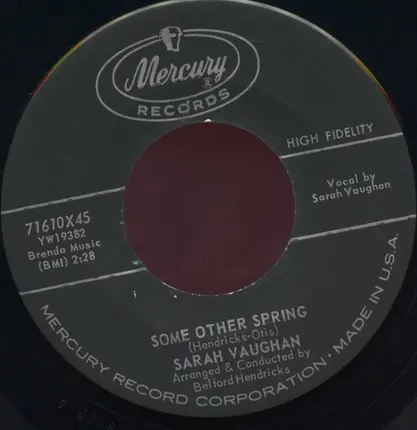 Mercury
R
RECORDS
HIGH FIDELITY
Vocal by
Sarah Vaughan
71610X45
YW19382
Brenda Music
(BMI) 2:28
SOME OTHER SPRING
(Hendricks-Otis)
SARAH VAUGHAN
Arranged & Conducted by
Belford Hendricks
MERCURY RECORD CORPORATION • MADE IN U.S.A.